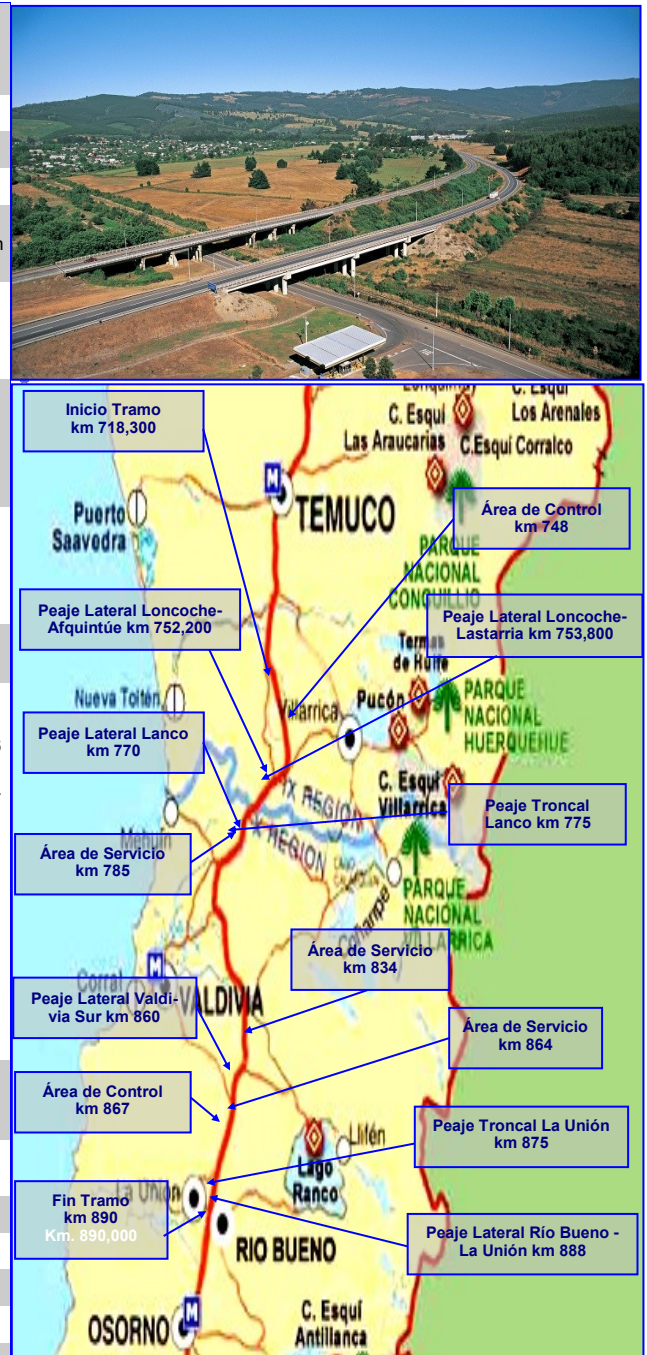 n
s
Inicio Tramo
km 718,300
C. Esquí
Los Arenales
C. Esquí
Las Araucarias
C.Esquí Corralco
M
TEMUCO
Puerto
Saavedra
Área de Control
km 748
PARQUE
NACIONAL
CONGUILLIO
Peaje Lateral Loncoche-
Afquintúe km 752,200
Peaje Lateral Loncoche-
Lastarria km 753,800
Termas
de Huife
Nueva Toltén
Villarrica
Pucón
PARQUE
NACIONAL
HUERQUEHUE
Peaje Lateral Lanco
km 770
C. Esquí
Villarrica
IX REGION
X REGION
Peaje Troncal
Lanco km 775
Mehuín
Área de Servicio
km 785
Coñaripe
PARQUE
NACIONAL
VILLARRICA
Área de Servicio
km 834
Corral
M
VALDIVIA
Peaje Lateral Valdi-
via Sur km 860
Área de Servicio
km 864
Área de Control
km 867
Peaje Troncal La Unión
km 875
Llifén
Lago
Ranco
La Unión
Fin Tramo
km 890
Km. 890,000
RIO BUENO
Peaje Lateral Río Bueno -
La Unión km 888
M
OSORNO
C. Esquí
Antillanca